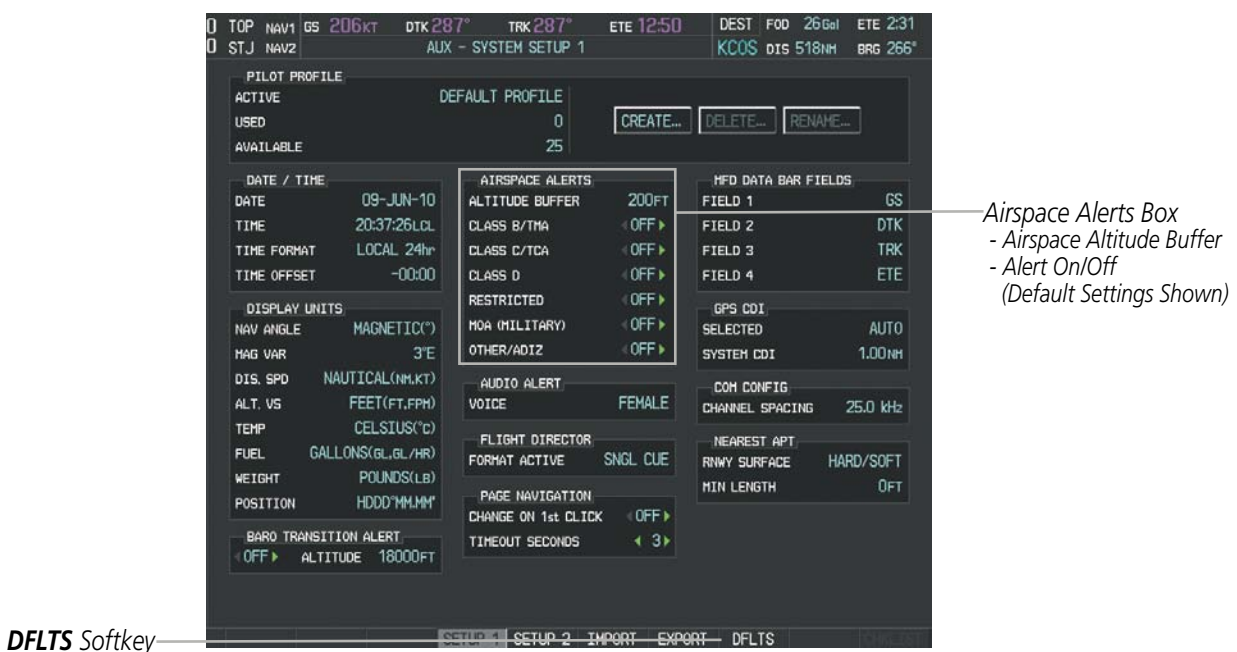 0 TOP NAV1 GS 206KT DTK 287° TRK 287° ETE 12:50 DEST FOD 26Gal ETE 2:31
0 STJ NAV2 AUX - SYSTEM SETUP 1 KCOS DIS 518NM BRG 266°
PILOT PROFILE
ACTIVE DEFAULT PROFILE
USED 0
AVAILABLE 25
CREATE... DELETE... RENAME...
DATE / TIME
DATE 09-JUN-10
TIME 20:37:26LCL
TIME FORMAT LOCAL 24hr
TIME OFFSET -00:00
DISPLAY UNITS
NAV ANGLE MAGNETIC(°)
MAG VAR 3°E
DIS, SPD NAUTICAL(NM,KT)
ALT, VS FEET(FT,FPM)
TEMP CELSIUS(°C)
FUEL GALLONS(GL,GL/HR)
WEIGHT POUNDS(LB)
POSITION HDDD°MM.MM'
BARO TRANSITION ALERT
OFF ALTITUDE 18000FT
AIRSPACE ALERTS
ALTITUDE BUFFER 200FT
CLASS B/TMA OFF
CLASS C/TCA OFF
CLASS D OFF
RESTRICTED OFF
MOA (MILITARY) OFF
OTHER/ADIZ OFF
AUDIO ALERT
VOICE FEMALE
FLIGHT DIRECTOR
FORMAT ACTIVE SNGL CUE
PAGE NAVIGATION
CHANGE ON 1st CLICK OFF
TIMEOUT SECONDS 3
MFD DATA BAR FIELDS
FIELD 1 GS
FIELD 2 DTK
FIELD 3 TRK
FIELD 4 ETE
GPS CDI
SELECTED AUTO
SYSTEM CDI 1.00NM
COM CONFIG
CHANNEL SPACING 25.0 kHz
NEAREST APT
RNWY SURFACE HARD/SOFT
MIN LENGTH 0FT
Airspace Alerts Box
- Airspace Altitude Buffer
- Alert On/Off
(Default Settings Shown)
DFLTS Softkey
SETUP 1 SETUP 2 IMPORT EXPORT DFLTS CHKLIST